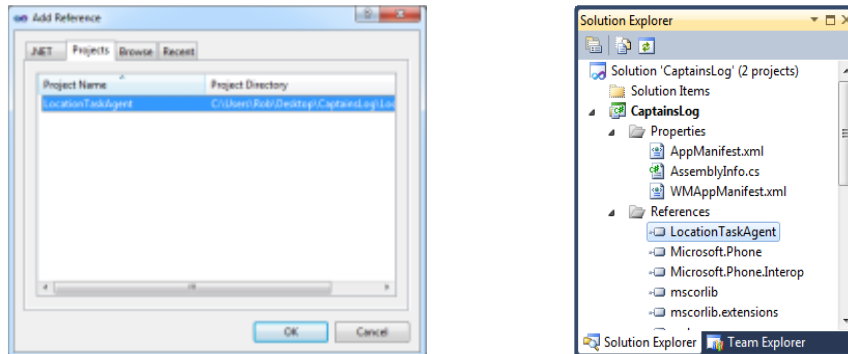 Add Reference
.NET Projects Browse Recent
Project Name Project Directory
LocationTaskAgent C:\Users\Rob\Desktop\CaptainsLog\Loc
OK Cancel
Solution Explorer
Solution 'CaptainsLog' (2 projects)
Solution Items
CaptainsLog
Properties
AppManifest.xml
AssemblyInfo.cs
WMAppManifest.xml
References
LocationTaskAgent
Microsoft.Phone
Microsoft.Phone.Interop
mscorlib
mscorlib.extensions
Solution Explorer Team Explorer